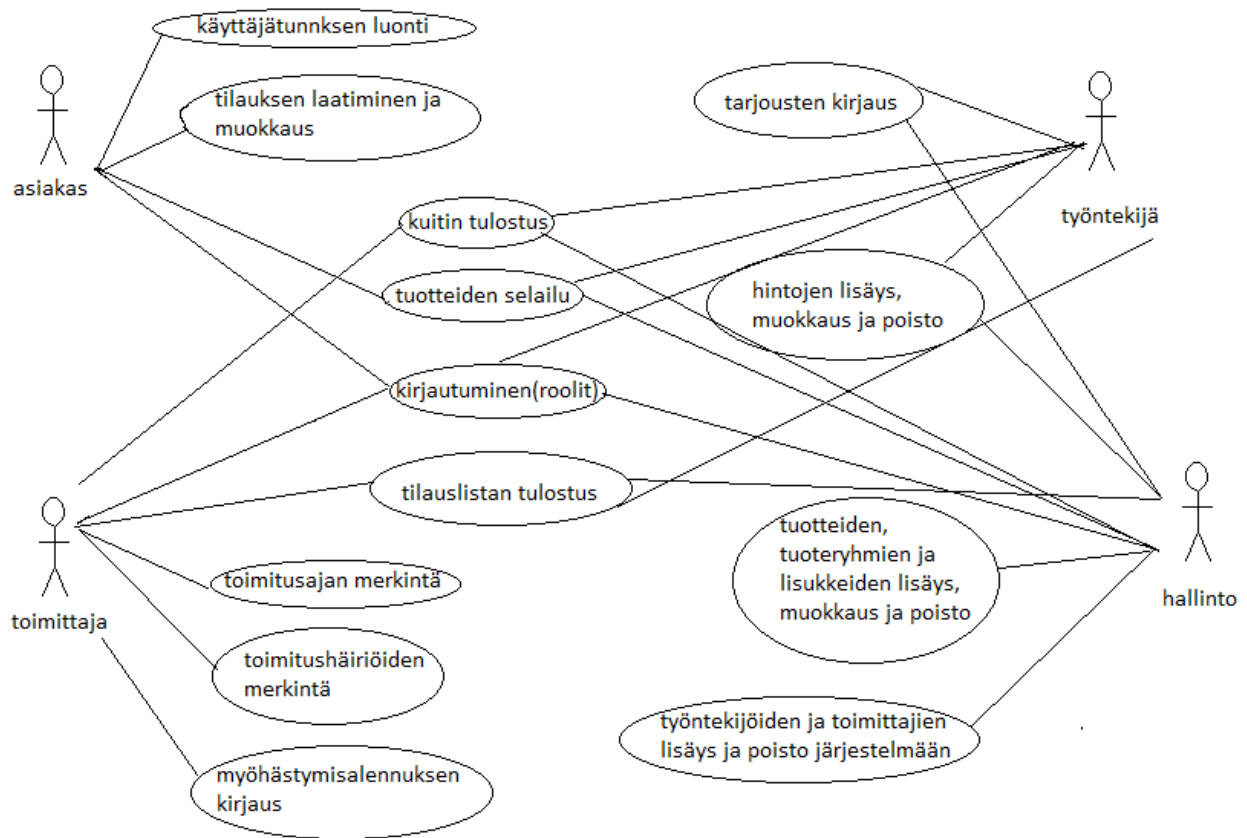 käyttäjätunnksen luonti
tilauksen laatiminen ja
muokkaus
tarjousten kirjaus
asiakas
kuitin tulostus
työntekijä
tuotteiden selailu
hintojen lisäys,
muokkaus ja poisto
kirjautuminen(roolit)
tilauslistan tulostus
tuotteiden,
tuoteryhmien ja
lisukkeiden lisäys,
muokkaus ja poisto
toimitusajan merkintä
hallinto
toimittaja
toimitushäiriöiden
merkintä
työntekijöiden ja toimittajien
lisäys ja poisto järjestelmään
myöhästymisalennuksen
kirjaus